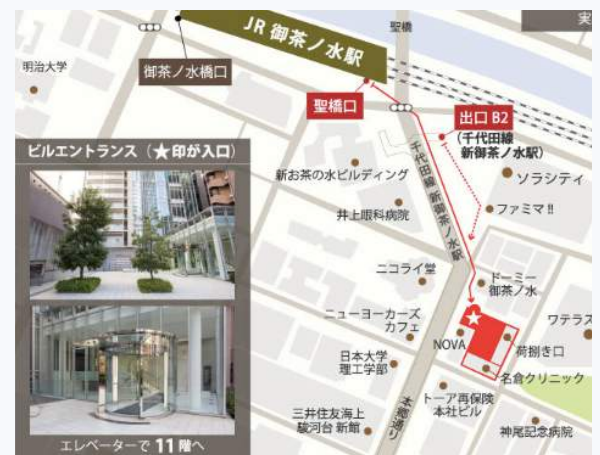 実
JR 御茶ノ水駅
聖橋
明治大学
御茶ノ水橋口
聖橋口
出口 B2
(千代田線
新御茶ノ水駅)
ビルエントランス（★印が入口）
新お茶の水ビルディング
千代田線 新御茶ノ水駅
ソラシティ
井上眼科病院
ファミマ!!
ニコライ堂
ドーミー
御茶ノ水
ニューヨーカーズ
カフェ
NOVA
ワテラス
荷捌き口
日本大学
理工学部
名倉クリニック
本郷通り
トーア再保険
本社ビル
三井住友海上
駿河台 新館
神尾記念病院
エレベーターで 11 階へ